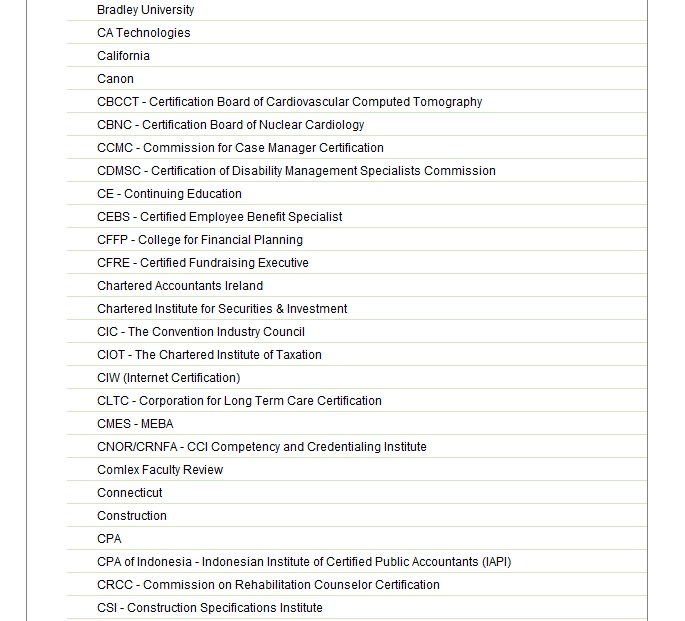 Bradley University
CA Technologies
California
Canon
CBCCT - Certification Board of Cardiovascular Computed Tomography
CBNC - Certification Board of Nuclear Cardiology
CCMC - Commission for Case Manager Certification
CDMSC - Certification of Disability Management Specialists Commission
CE - Continuing Education
CEBS - Certified Employee Benefit Specialist
CFFP - College for Financial Planning
CFRE - Certified Fundraising Executive
Chartered Accountants Ireland
Chartered Institute for Securities & Investment
CIC - The Convention Industry Council
CIOT - The Chartered Institute of Taxation
CIW (Internet Certification)
CLTC - Corporation for Long Term Care Certification
CMES - MEBA
CNOR/CRNFA - CCI Competency and Credentialing Institute
Comlex Faculty Review
Connecticut
Construction
CPA
CPA of Indonesia - Indonesian Institute of Certified Public Accountants (IAPI)
CRCC - Commission on Rehabilitation Counselor Certification
CSI - Construction Specifications Institute